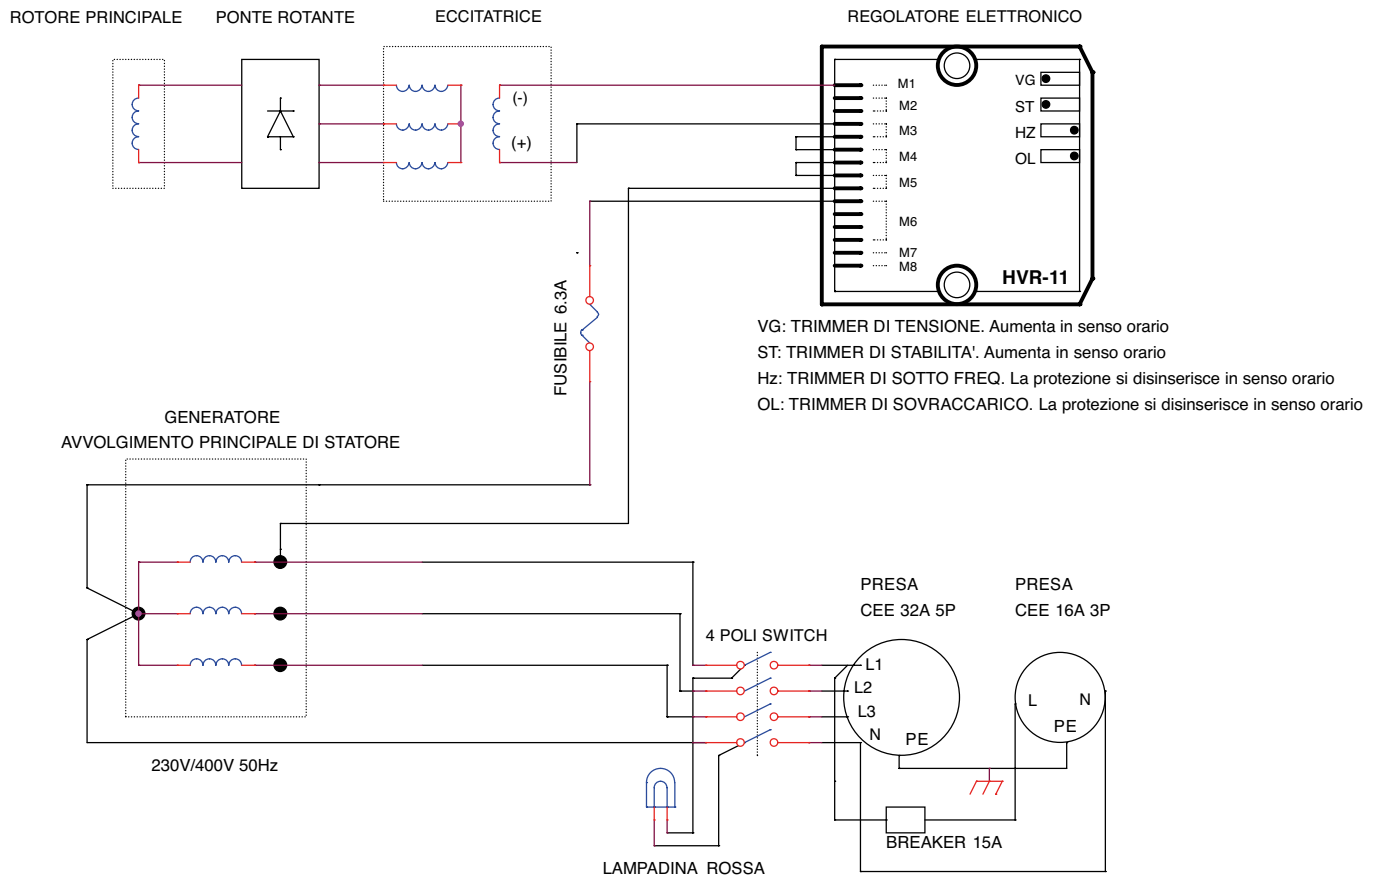 ROTORE PRINCIPALE
PONTE ROTANTE
ECCITATRICE
REGOLATORE ELETTRONICO
(-)
(+)
M1
M2
M3
M4
M5
M6
M7
M8
VG
ST
HZ
OL
HVR-11
FUSIBILE 6.3A
VG: TRIMMER DI TENSIONE. Aumenta in senso orario
ST: TRIMMER DI STABILITA'. Aumenta in senso orario
Hz: TRIMMER DI SOTTO FREQ. La protezione si disinserisce in senso orario
OL: TRIMMER DI SOVRACCARICO. La protezione si disinserisce in senso orario
GENERATORE
AVVOLGIMENTO PRINCIPALE DI STATORE
230V/400V 50Hz
4 POLI SWITCH
PRESA
CEE 32A 5P
PRESA
CEE 16A 3P
L1
L2
L3
N
PE
L
N
PE
BREAKER 15A
LAMPADINA ROSSA